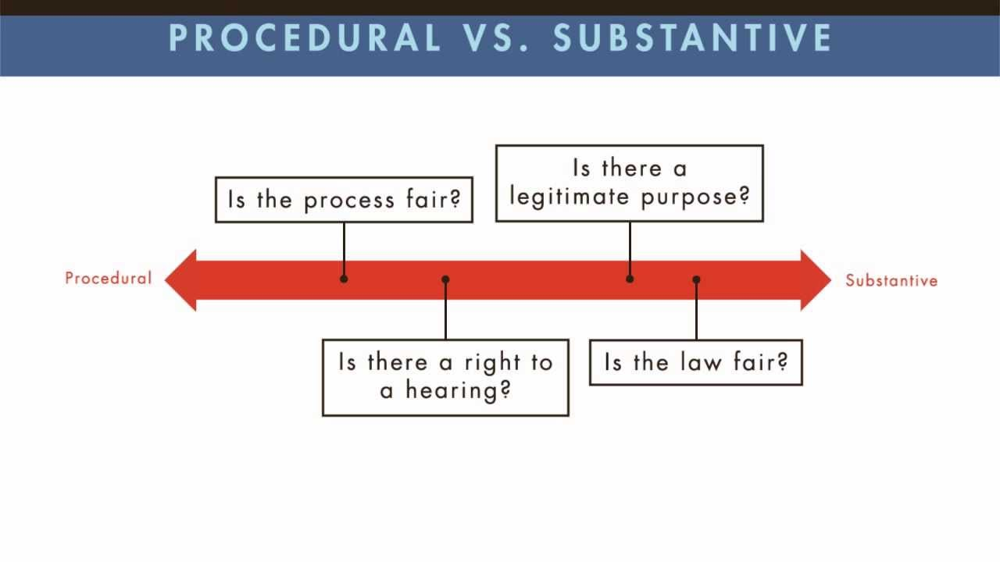 PROCEDURAL VS. SUBSTANTIVE
Is the process fair?
Is there a
legitimate purpose?
Procedural
Substantive
Is there a right to
a hearing?
Is the law fair?